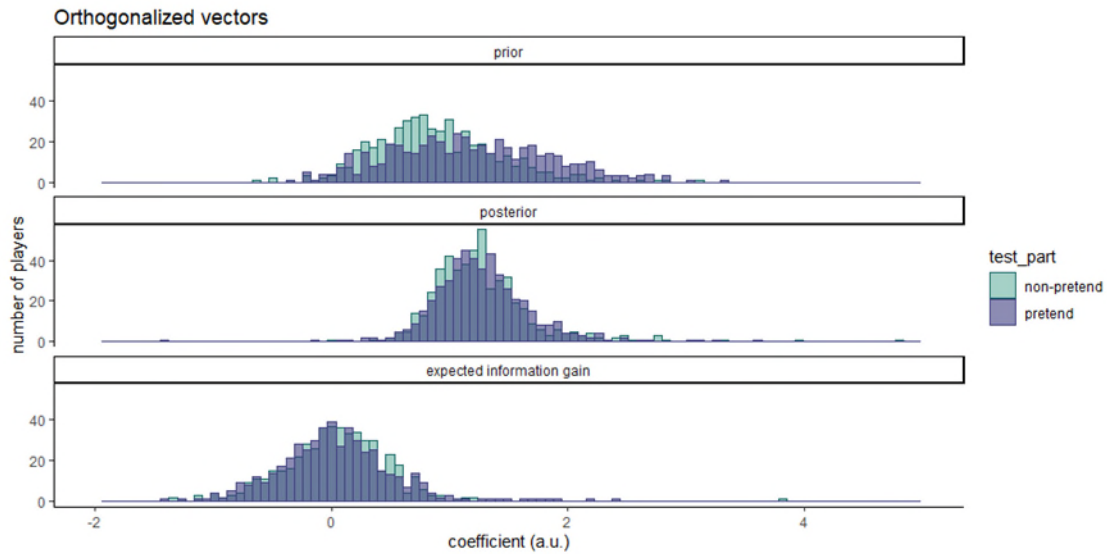 Orthogonalized vectors
prior
40
20
0
posterior
40
20
0
expected information gain
40
20
0
-2
0
2
4
number of players
coefficient (a.u.)
test_part
non-pretend
pretend